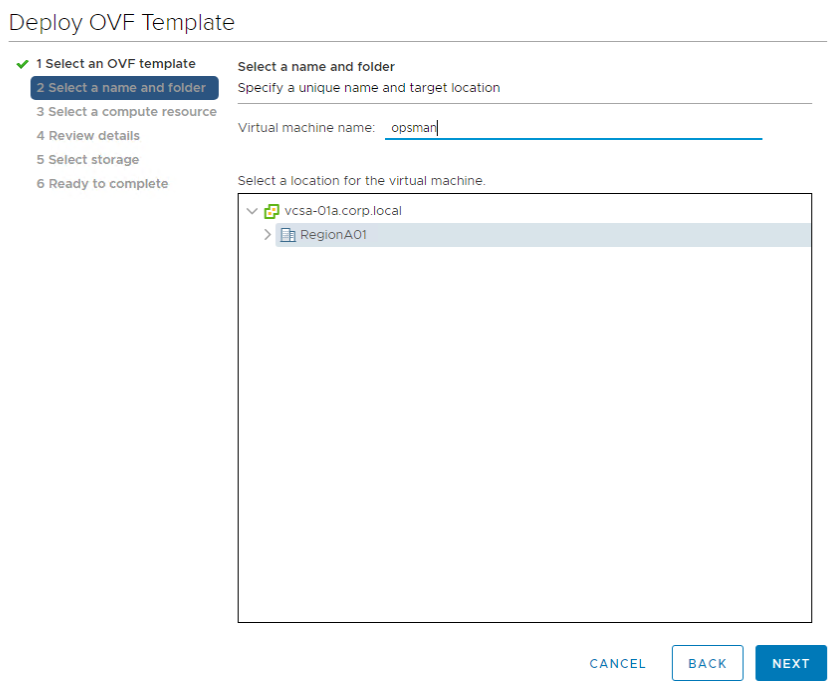 Deploy OVF Template
1 Select an OVF template
2 Select a name and folder
3 Select a compute resource
4 Review details
5 Select storage
6 Ready to complete
Select a name and folder
Specify a unique name and target location
Virtual machine name: opsman
Select a location for the virtual machine.
vcsa-01a.corp.local
RegionA01
CANCEL BACK NEXT